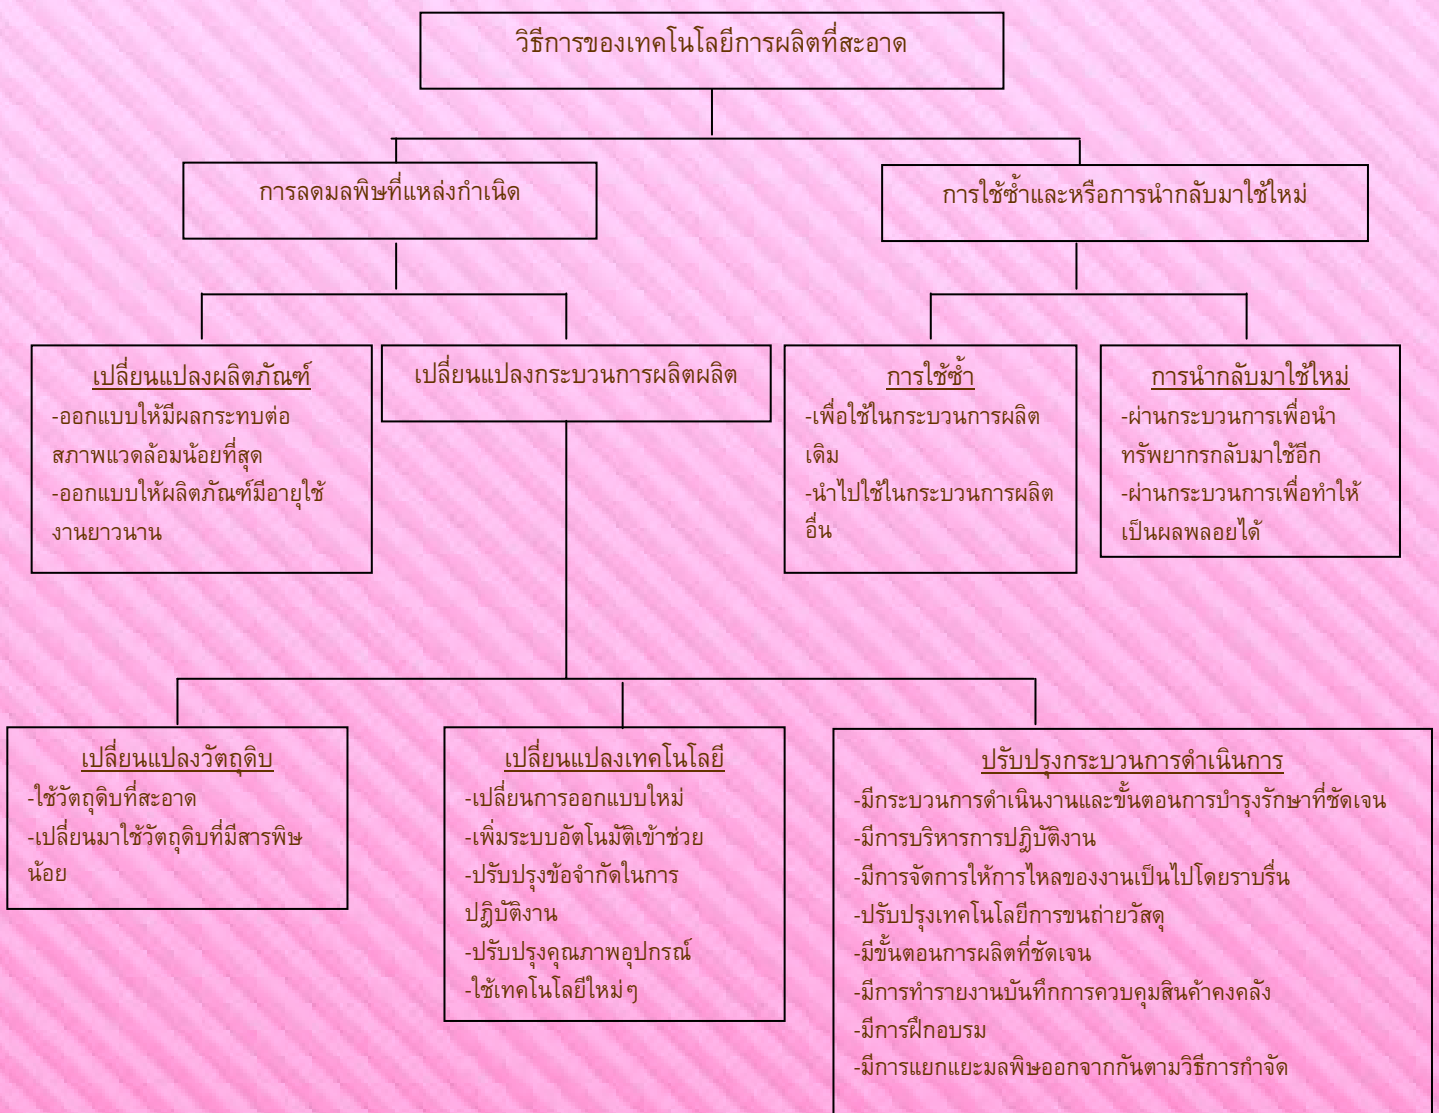 วิธีการของเทคโนโลยีการผลิตที่สะอาด
การลดมลพิษที่แหล่งกำเนิด
การใช้ซ้ำและหรือการนำกลับมาใช้ใหม่
เปลี่ยนแปลงผลิตภัณฑ์
-ออกแบบให้มีผลกระทบต่อ
สภาพแวดล้อมน้อยที่สุด
-ออกแบบให้ผลิตภัณฑ์มีอายุใช้
งานยาวนาน
เปลี่ยนแปลงกระบวนการผลิตผลิต
การใช้ซ้ำ
-เพื่อใช้ในกระบวนการผลิต
เดิม
-นำไปใช้ในกระบวนการผลิต
อื่น
การนำกลับมาใช้ใหม่
-ผ่านกระบวนการเพื่อนำ
ทรัพยากรกลับมาใช้อีก
-ผ่านกระบวนการเพื่อทำให้
เป็นผลพลอยได้
เปลี่ยนแปลงวัตถุดิบ
-ใช้วัตถุดิบที่สะอาด
-เปลี่ยนมาใช้วัตถุดิบที่มีสารพิษ
น้อย
เปลี่ยนแปลงเทคโนโลยี
-เปลี่ยนการออกแบบใหม่
-เพิ่มระบบอัตโนมัติเข้าช่วย
-ปรับปรุงข้อจำกัดในการ
ปฎิบัติงาน
-ปรับปรุงคุณภาพอุปกรณ์
-ใช้เทคโนโลยีใหม่ๆ
ปรับปรุงกระบวนการดำเนินการ
-มีกระบวนการดำเนินงานและขั้นตอนการบำรุงรักษาที่ชัดเจน
-มีการบริหารการปฎิบัติงาน
-มีการจัดการให้การไหลของงานเป็นไปโดยราบรื่น
-ปรับปรุงเทคโนโลยีการขนถ่ายวัสดุ
-มีขั้นตอนการผลิตที่ชัดเจน
-มีการทำรายงานบันทึกการควบคุมสินค้าคงคลัง
-มีการฝึกอบรม
-มีการแยกแยะมลพิษออกจากกันตามวิธีการกำจัด